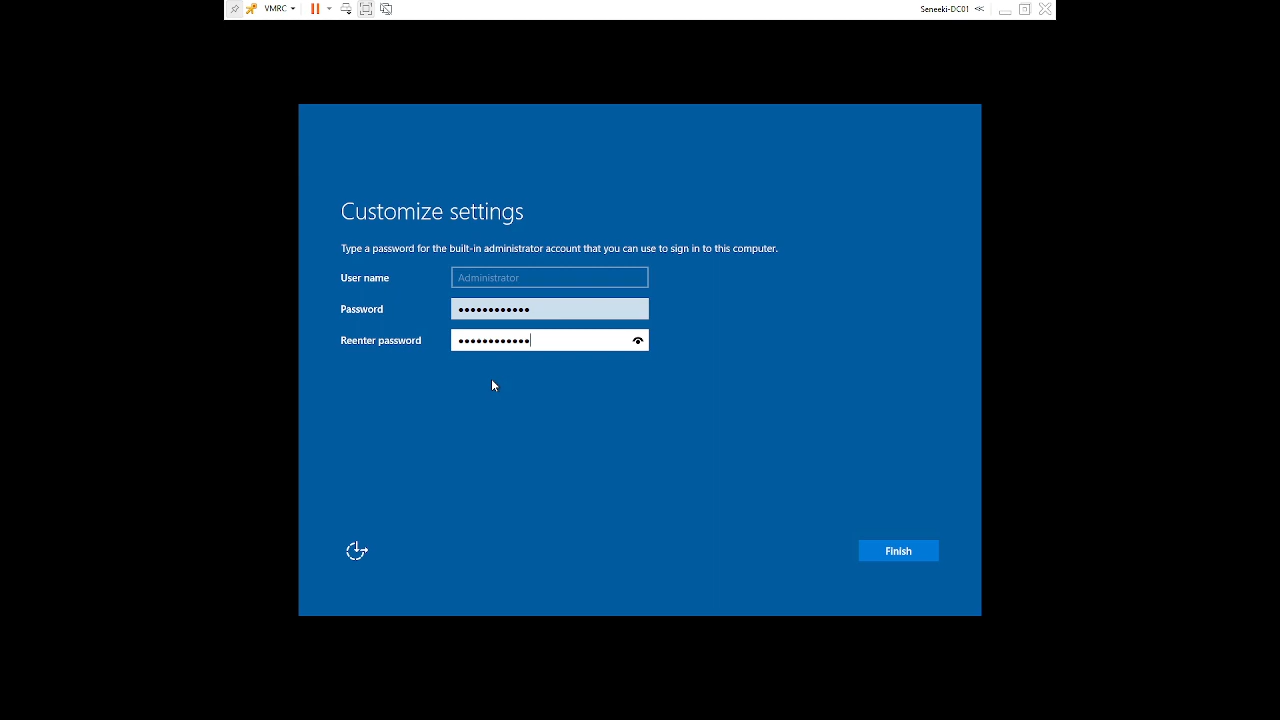 VMRC
Seneeki-DC01
Customize settings
Type a password for the built-in administrator account that you can use to sign in to this computer.
User name
Administrator
Password
••••••••••••
Reenter password
••••••••••••
Finish